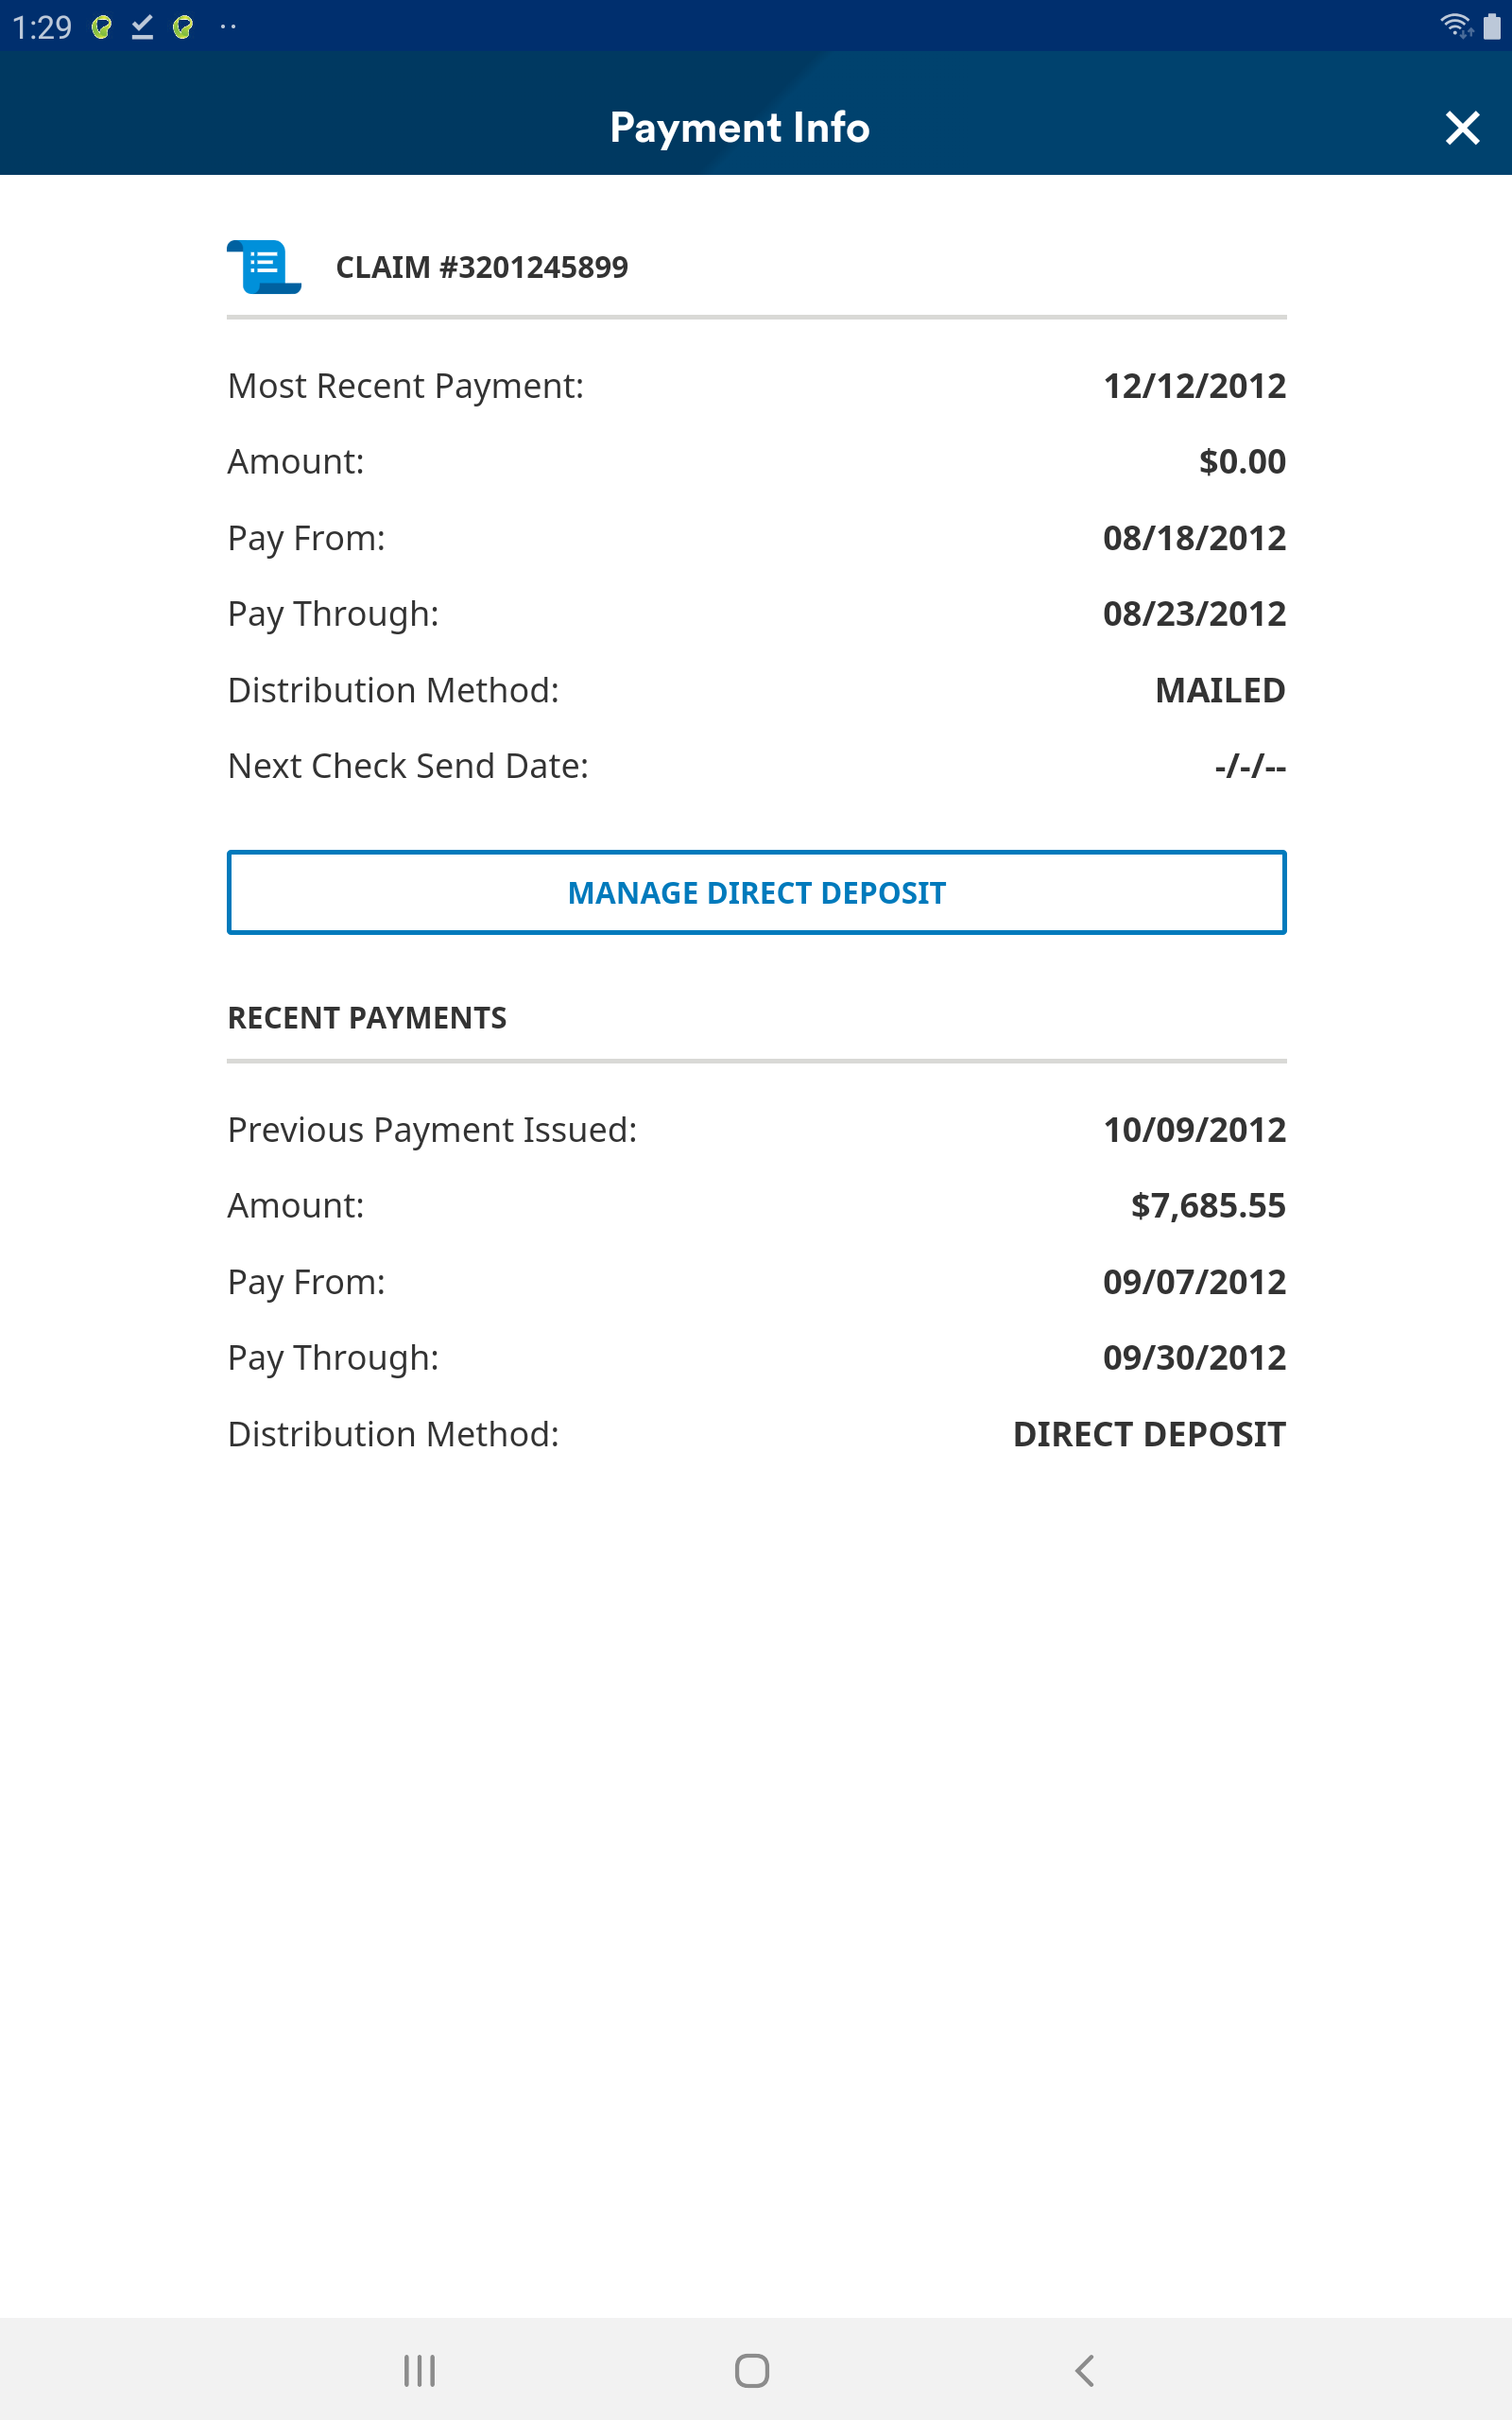 1:29
Payment Info
CLAIM #3201245899
Most Recent Payment: 12/12/2012
Amount: $0.00
Pay From: 08/18/2012
Pay Through: 08/23/2012
Distribution Method: MAILED
Next Check Send Date: -/-/--
MANAGE DIRECT DEPOSIT
RECENT PAYMENTS
Previous Payment Issued: 10/09/2012
Amount: $7,685.55
Pay From: 09/07/2012
Pay Through: 09/30/2012
Distribution Method: DIRECT DEPOSIT